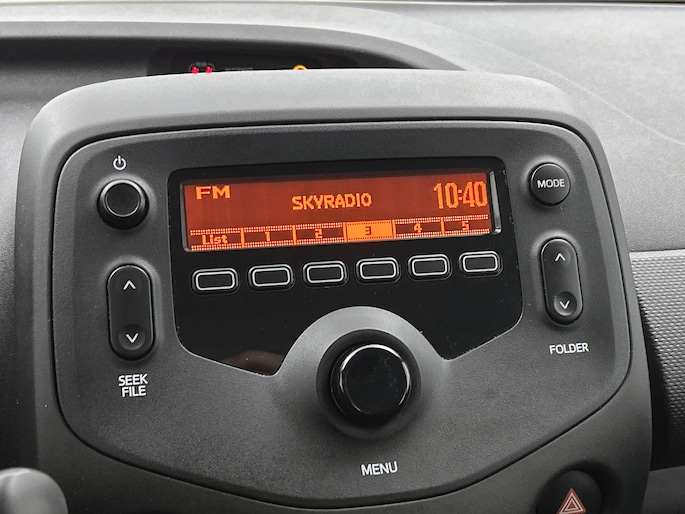 FM
SKYRADIO
10:40
MODE
List 1 2 3 4 5
SEEK
FILE
FOLDER
MENU